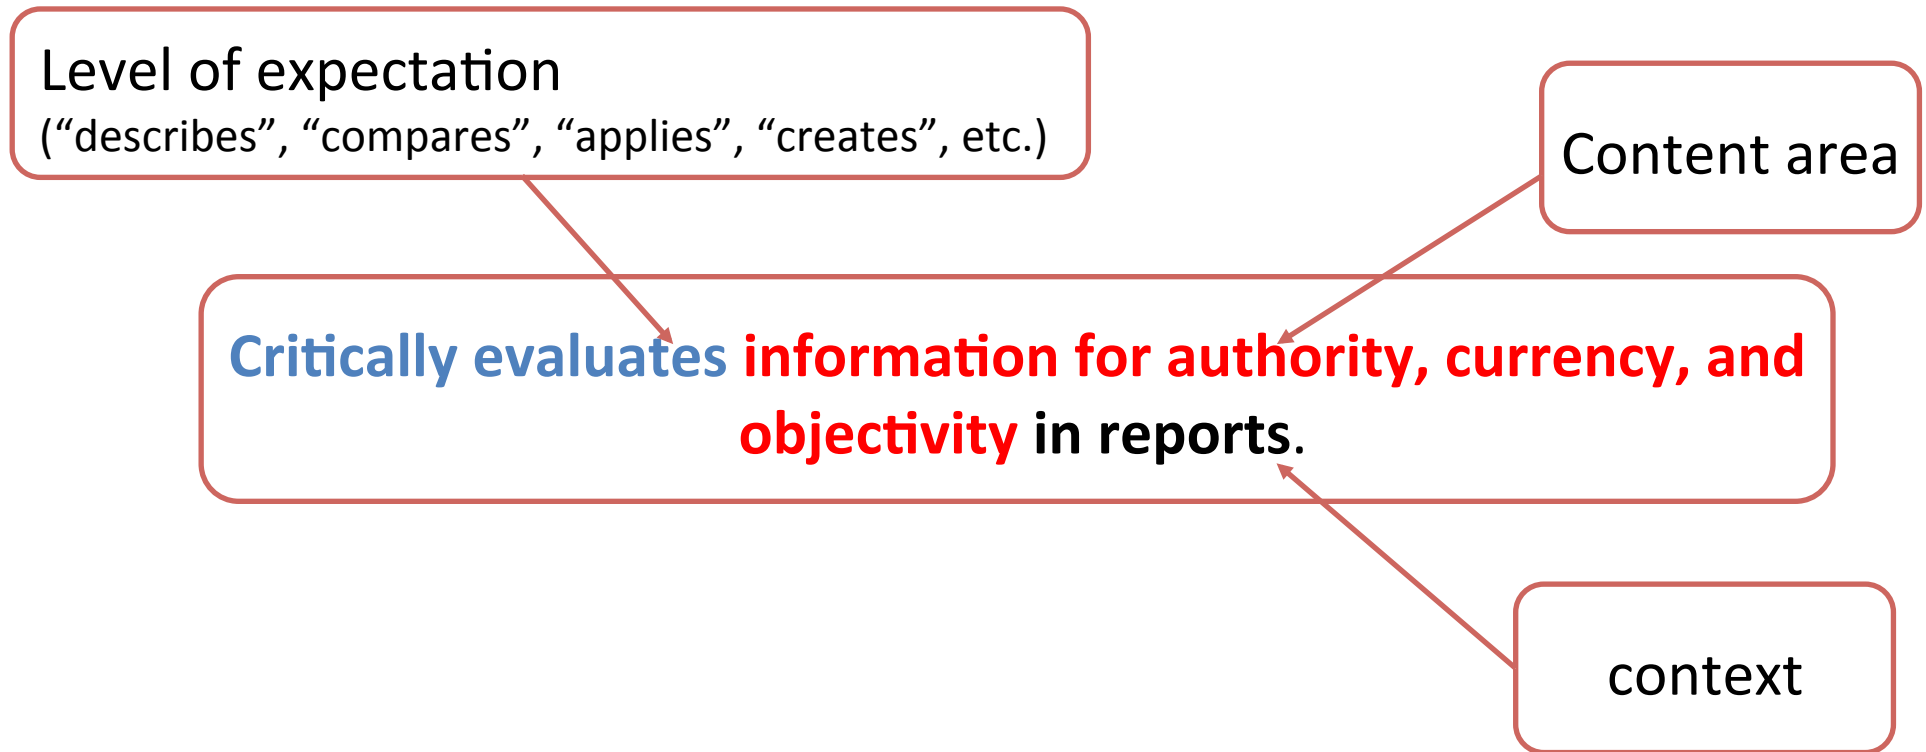 Level of expectation
(“describes”, “compares”, “applies”, “creates”, etc.)
Content area
Critically evaluates information for authority, currency, and
objectivity in reports.
context